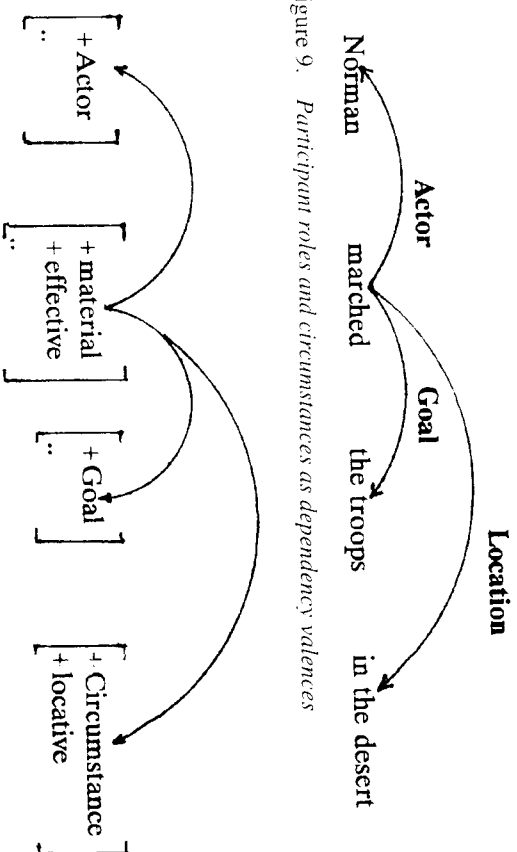 Location
Actor Goal
Norman marched the troops in the desert
igure 9. Participant roles and circumstances as dependency valences
+ Actor
..
+ material
+ effective
..
+ Goal
..
+ Circumstance
+ locative